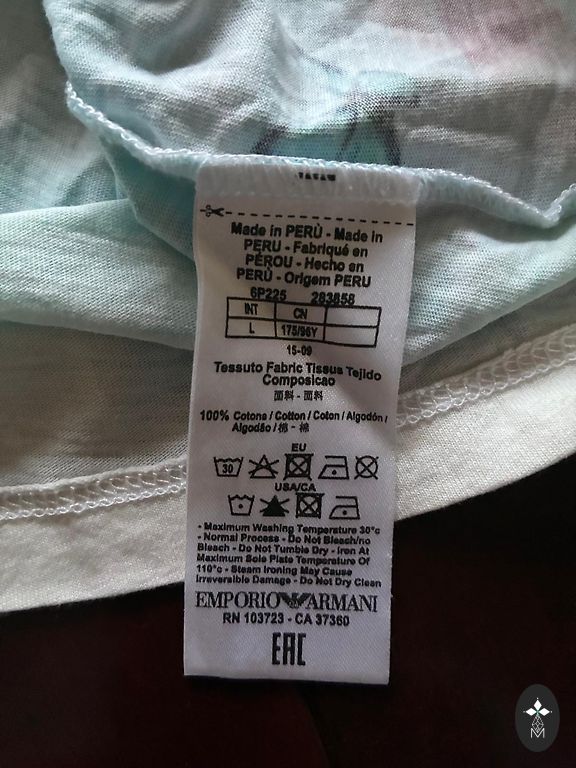 Made in PERÙ - Made in
PERU - Fabriqué en
PÉROU - Hecho en
PERÙ - Origem PERU
6P225 283858
INT CN
L 175/96Y
15-09
Tessuto Fabric Tissus Tejido
Composicao
面料 - 面料
100% Cotone / Cotton / Coton / Algodón /
Algodão / 棉 - 棉
EU
30
USA/CA
- Maximum Washing Temperature 30°c
- Normal Process - Do Not Bleach/no
Bleach - Do Not Tumble Dry - Iron At
Maximum Sole Plate Temperature Of
110°c - Steam Ironing May Cause
Irreversible Damage - Do Not Dry Clean
EMPORIO ARMANI
RN 103723 - CA 37360
EAC
M